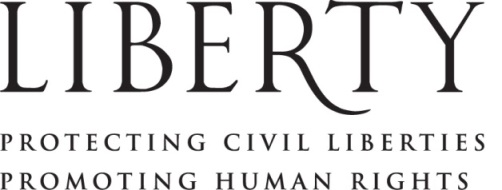 LIBERTY
PROTECTING CIVIL LIBERTIES
PROMOTING HUMAN RIGHTS